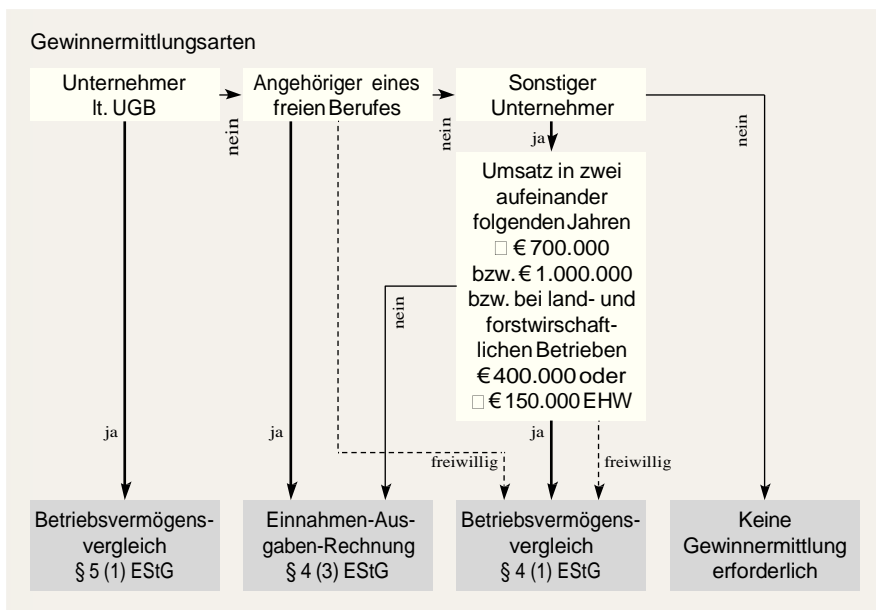 Gewinnermittlungsarten
Unternehmer
lt. UGB
nein
Angehöriger eines
freien Berufes
nein
Sonstiger
Unternehmer
nein
ja
Umsatz in zwei
aufeinander
folgenden Jahren
□ € 700.000
bzw. € 1.000.000
bzw. bei land- und
forstwirschaft-
lichen Betrieben
€ 400.000 oder
□ € 150.000 EHW
nein
ja
ja
freiwillig
ja
freiwillig
Betriebsvermögens-
vergleich
§ 5 (1) EStG
Einnahmen-Aus-
gaben-Rechnung
§ 4 (3) EStG
Betriebsvermögens-
vergleich
§ 4 (1) EStG
Keine
Gewinnermittlung
erforderlich